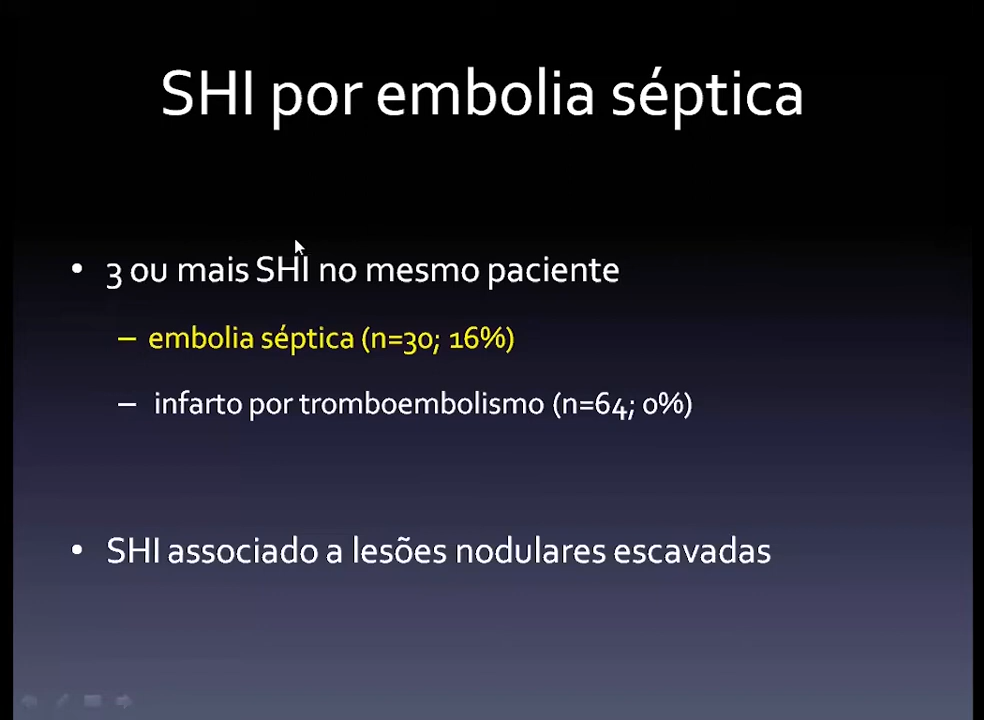 SHI por embolia séptica
• 3 ou mais SHI no mesmo paciente
– embolia séptica (n=30; 16%)
– infarto por tromboembolismo (n=64; 0%)
• SHI associado a lesões nodulares escavadas